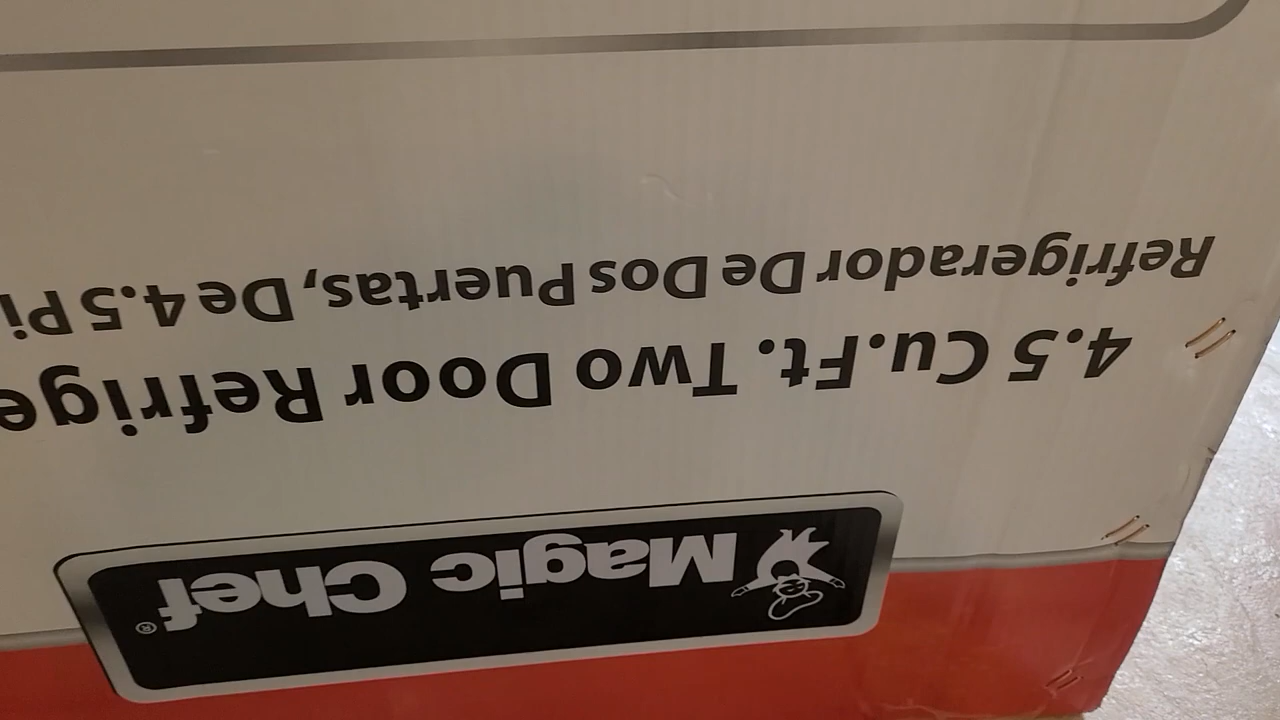 Magic Chef®
4.5 Cu.Ft. Two Door Refrige
Refrigerador De Dos Puertas, De 4.5 Pi